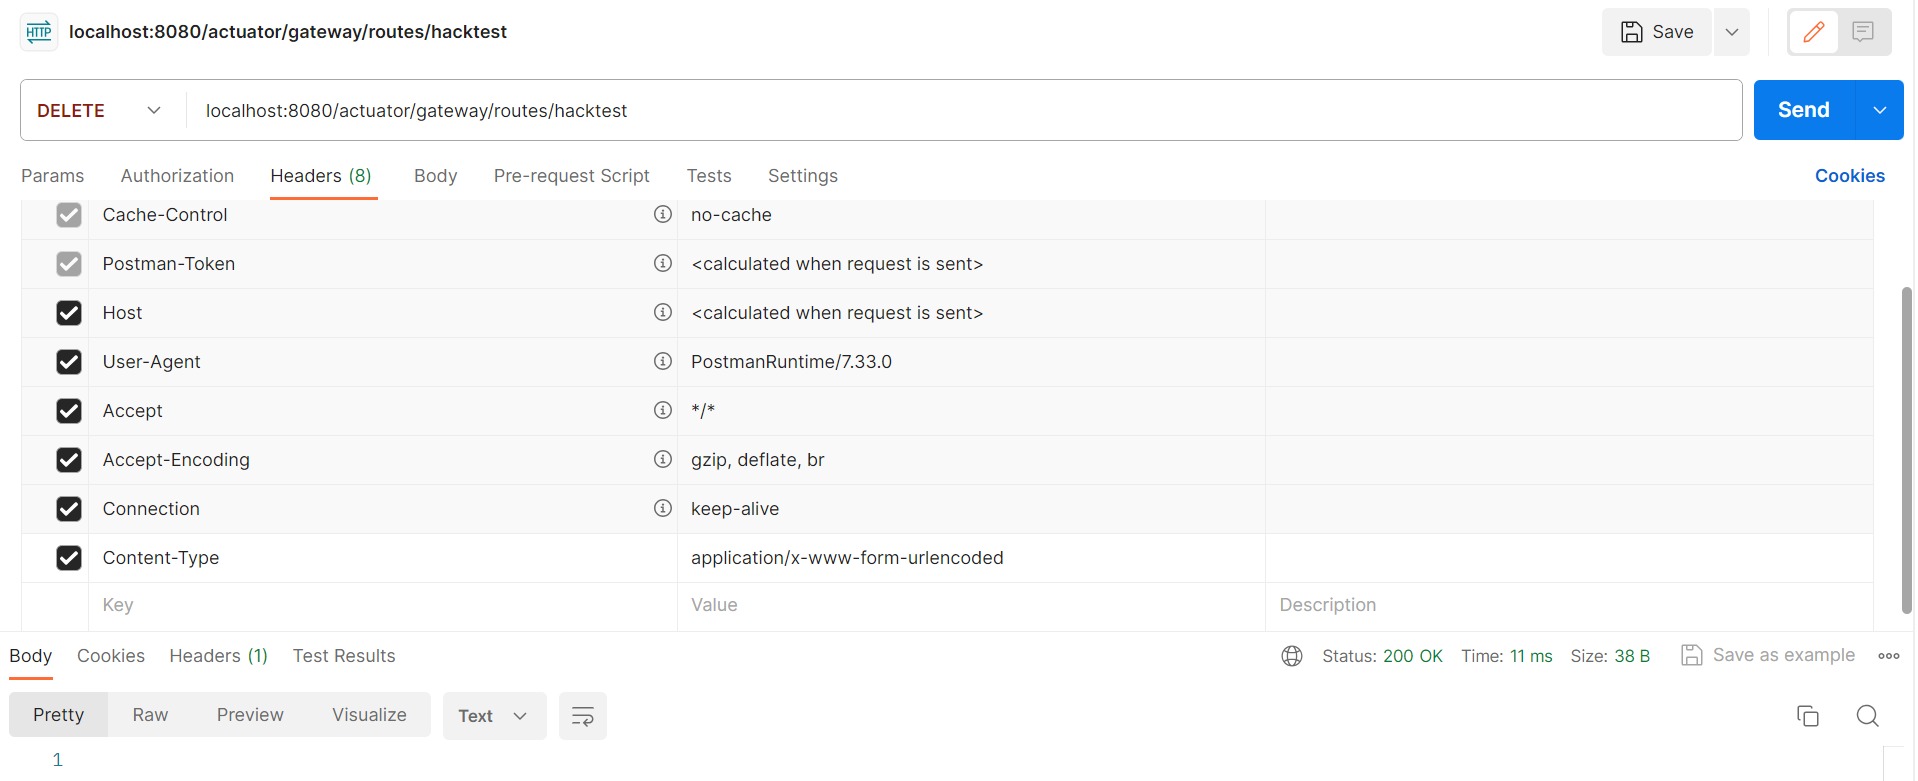 HTTP localhost:8080/actuator/gateway/routes/hacktest Save
DELETE localhost:8080/actuator/gateway/routes/hacktest Send
Params Authorization Headers (8) Body Pre-request Script Tests Settings Cookies
Cache-Control no-cache
Postman-Token <calculated when request is sent>
Host <calculated when request is sent>
User-Agent PostmanRuntime/7.33.0
Accept */*
Accept-Encoding gzip, deflate, br
Connection keep-alive
Content-Type application/x-www-form-urlencoded
Key Value Description
Body Cookies Headers (1) Test Results Status: 200 OK Time: 11 ms Size: 38 B Save as example
Pretty Raw Preview Visualize Text
1